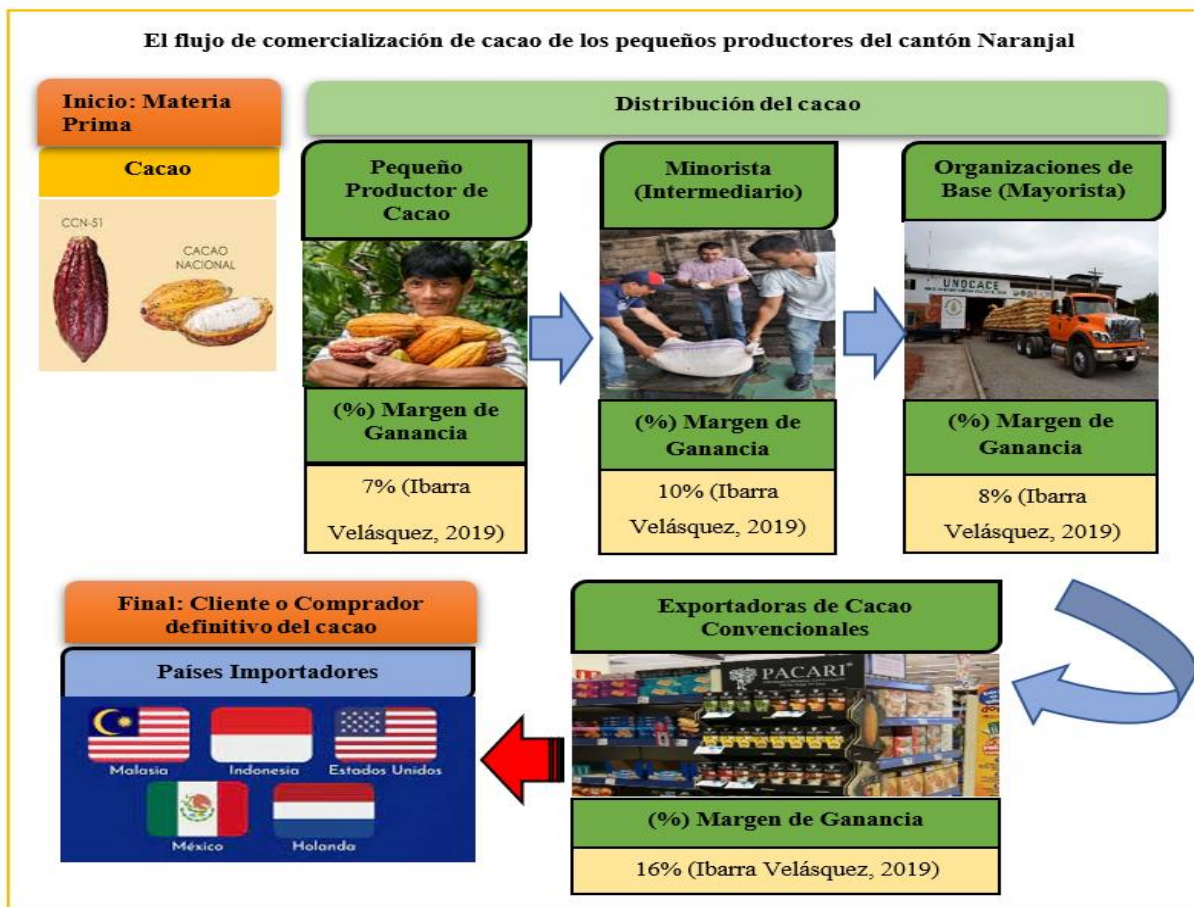 El flujo de comercialización de cacao de los pequeños productores del cantón Naranjal
Inicio: Materia
Prima
Cacao
CCN-51
CACAO
NACIONAL
Distribución del cacao
Pequeño
Productor de
Cacao
(%) Margen de
Ganancia
7% (Ibarra
Velásquez, 2019)
Minorista
(Intermediario)
(%) Margen de
Ganancia
10% (Ibarra
Velásquez, 2019)
Organizaciones de
Base (Mayorista)
UNOCACE
(%) Margen de
Ganancia
8% (Ibarra
Velásquez, 2019)
Exportadoras de Cacao
Convencionales
PACARI
(%) Margen de Ganancia
16% (Ibarra Velásquez, 2019)
Final: Cliente o Comprador
definitivo del cacao
Países Importadores
Malasia
Indonesia
Estados Unidos
México
Holanda